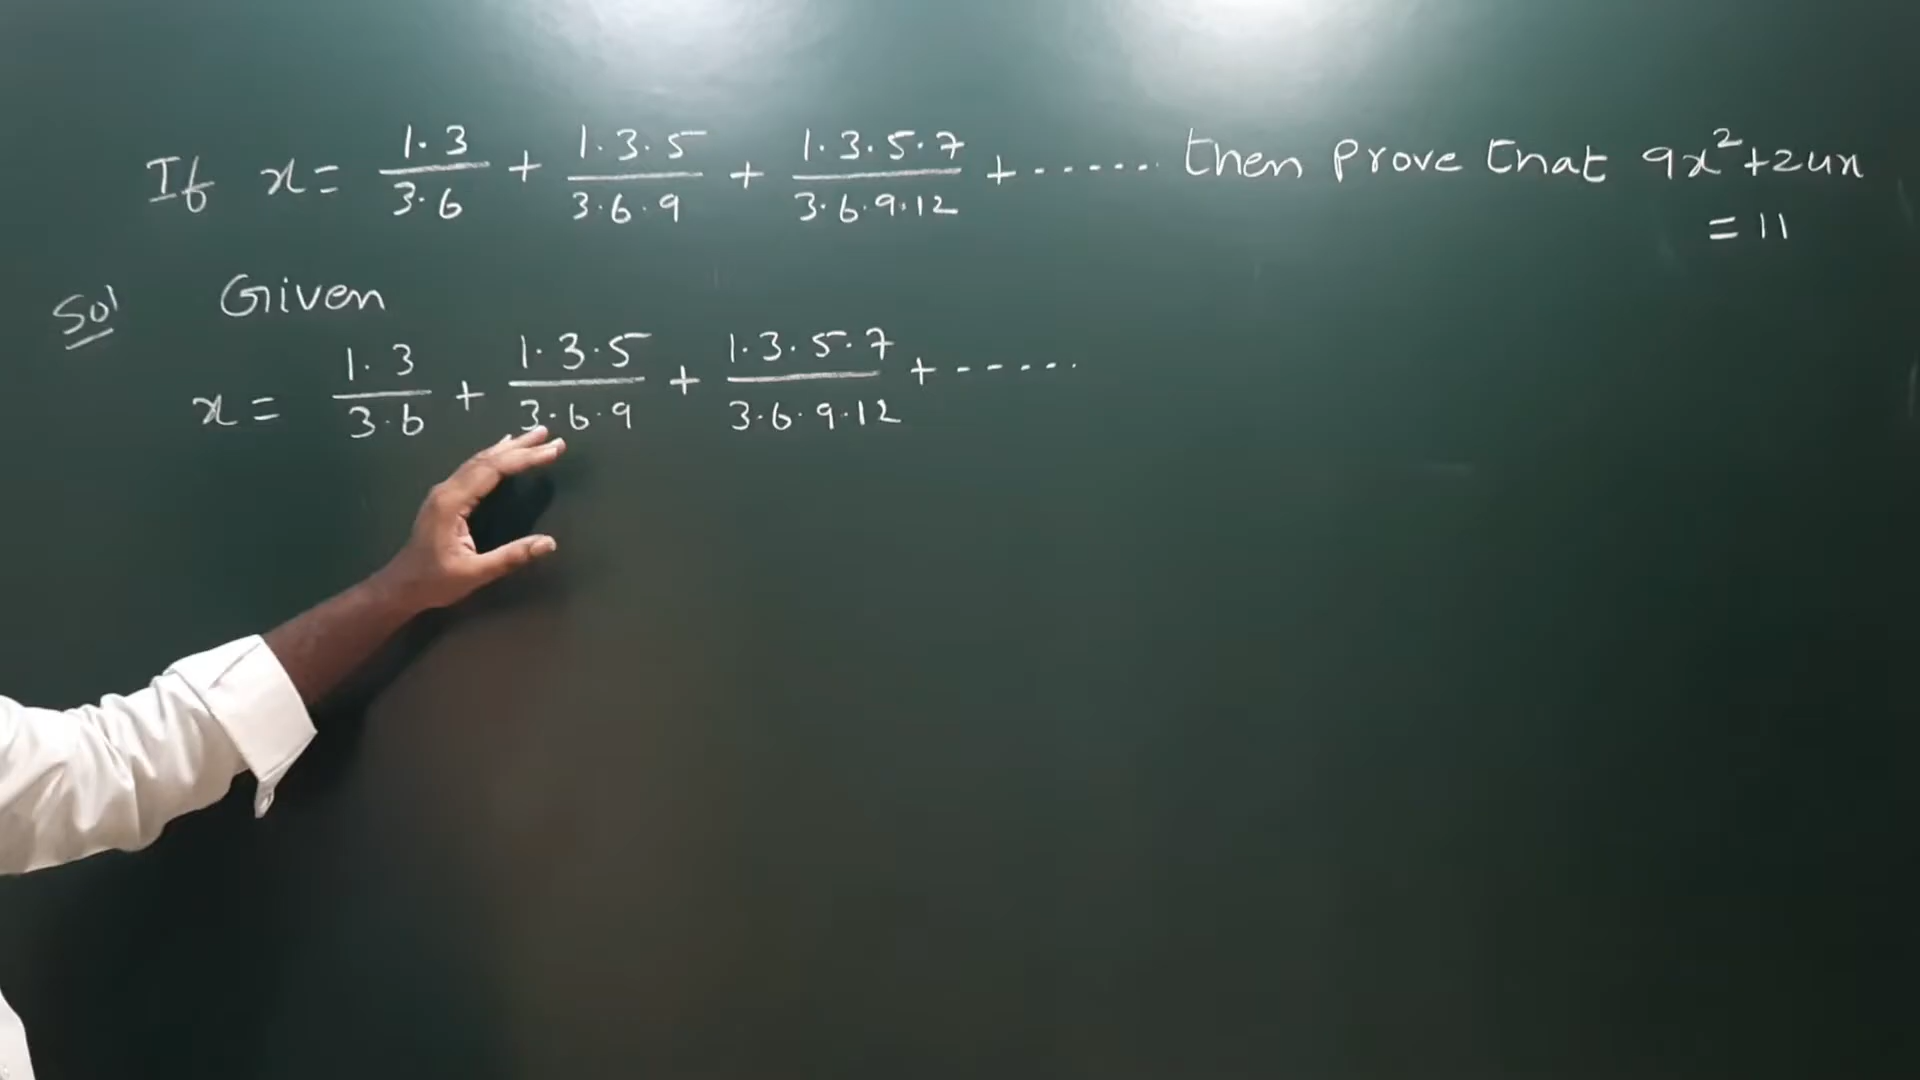 If x = 1·3/3·6 + 1·3·5/3·6·9 + 1·3·5·7/3·6·9·12 + ------ then prove that 9x²+24x
= 11
Sol Given
x = 1·3/3·6 + 1·3·5/3·6·9 + 1·3·5·7/3·6·9·12 + ------